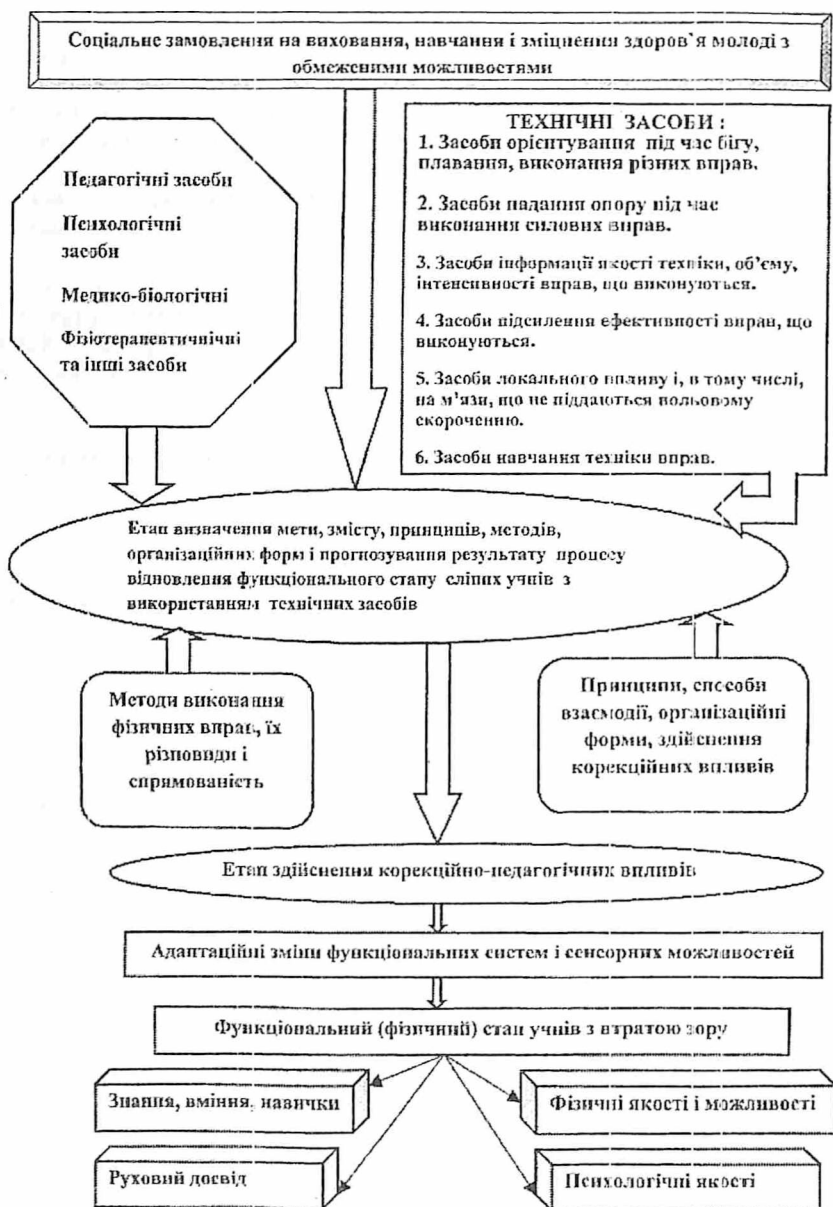 Соціальне замовлення на виховання, навчання і зміцнення здоров`я молоді з
обмеженими можливостями
Педагогічні засоби
Психологічні
засоби
Медико-біологічні
Фізіотерапевтичнічні
та інші засоби
ТЕХНІЧНІ ЗАСОБИ :
1. Засоби орієнтування під час бігу,
плавання, виконання різних вправ.
2. Засоби надання опору під час
виконання силових вправ.
3. Засоби інформації якості техніки, об’єму,
інтенсивності вправ, що виконуються.
4. Засоби підсилення ефективності вправ, що
виконуються.
5. Засоби локального впливу і, в тому числі,
на м’язи, що не піддаються вольовому
скороченню.
6. Засоби навчання техніки вправ.
Етап визначення мети, змісту, принципів, методів,
організаційних форм і прогнозування результату процесу
відновлення функціонального стану сліпих учнів з
використанням технічних засобів
Методи виконання
фізичних вправ, їх
різновиди і
спрямованість
Принципи, способи
взаємодії, організаційні
форми, здійснення
корекційних впливів
Етап здійснення корекційно-педагогічних впливів
Адаптаційні зміни функціональних систем і сенсорних можливостей
Функціональний (фізичний) стан учнів з втратою зору
Знання, вміння, навички
Фізичні якості і можливості
Руховий досвід
Психологічні якості